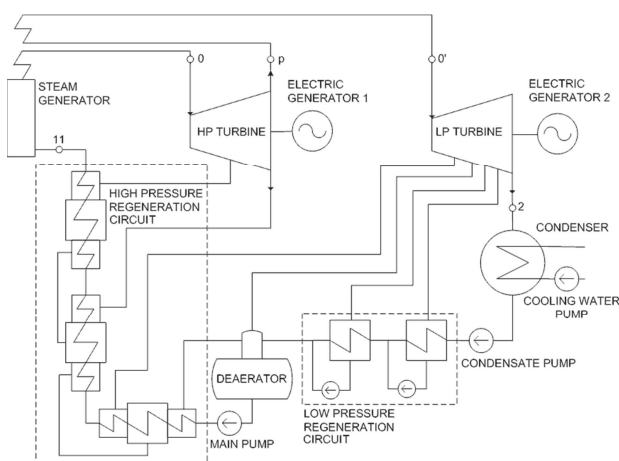 0
p
0'
STEAM
GENERATOR
ELECTRIC
GENERATOR 1
ELECTRIC
GENERATOR 2
HP TURBINE
LP TURBINE
11
HIGH PRESSURE
REGENERATION
CIRCUIT
2
CONDENSER
COOLING WATER
PUMP
CONDENSATE PUMP
DEAERATOR
LOW PRESSURE
REGENERATION
CIRCUIT
MAIN PUMP